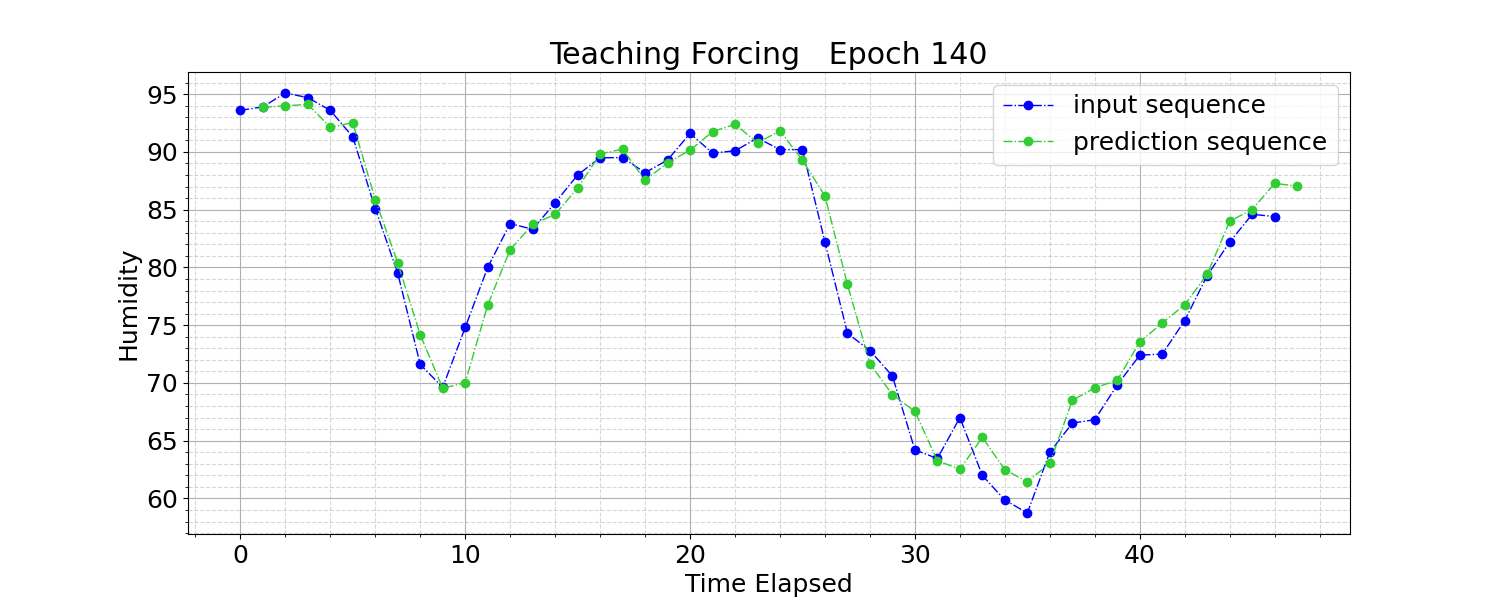 Teaching Forcing   Epoch 140
input sequence
prediction sequence
Humidity
95
90
85
80
75
70
65
60
0 10 20 30 40
Time Elapsed